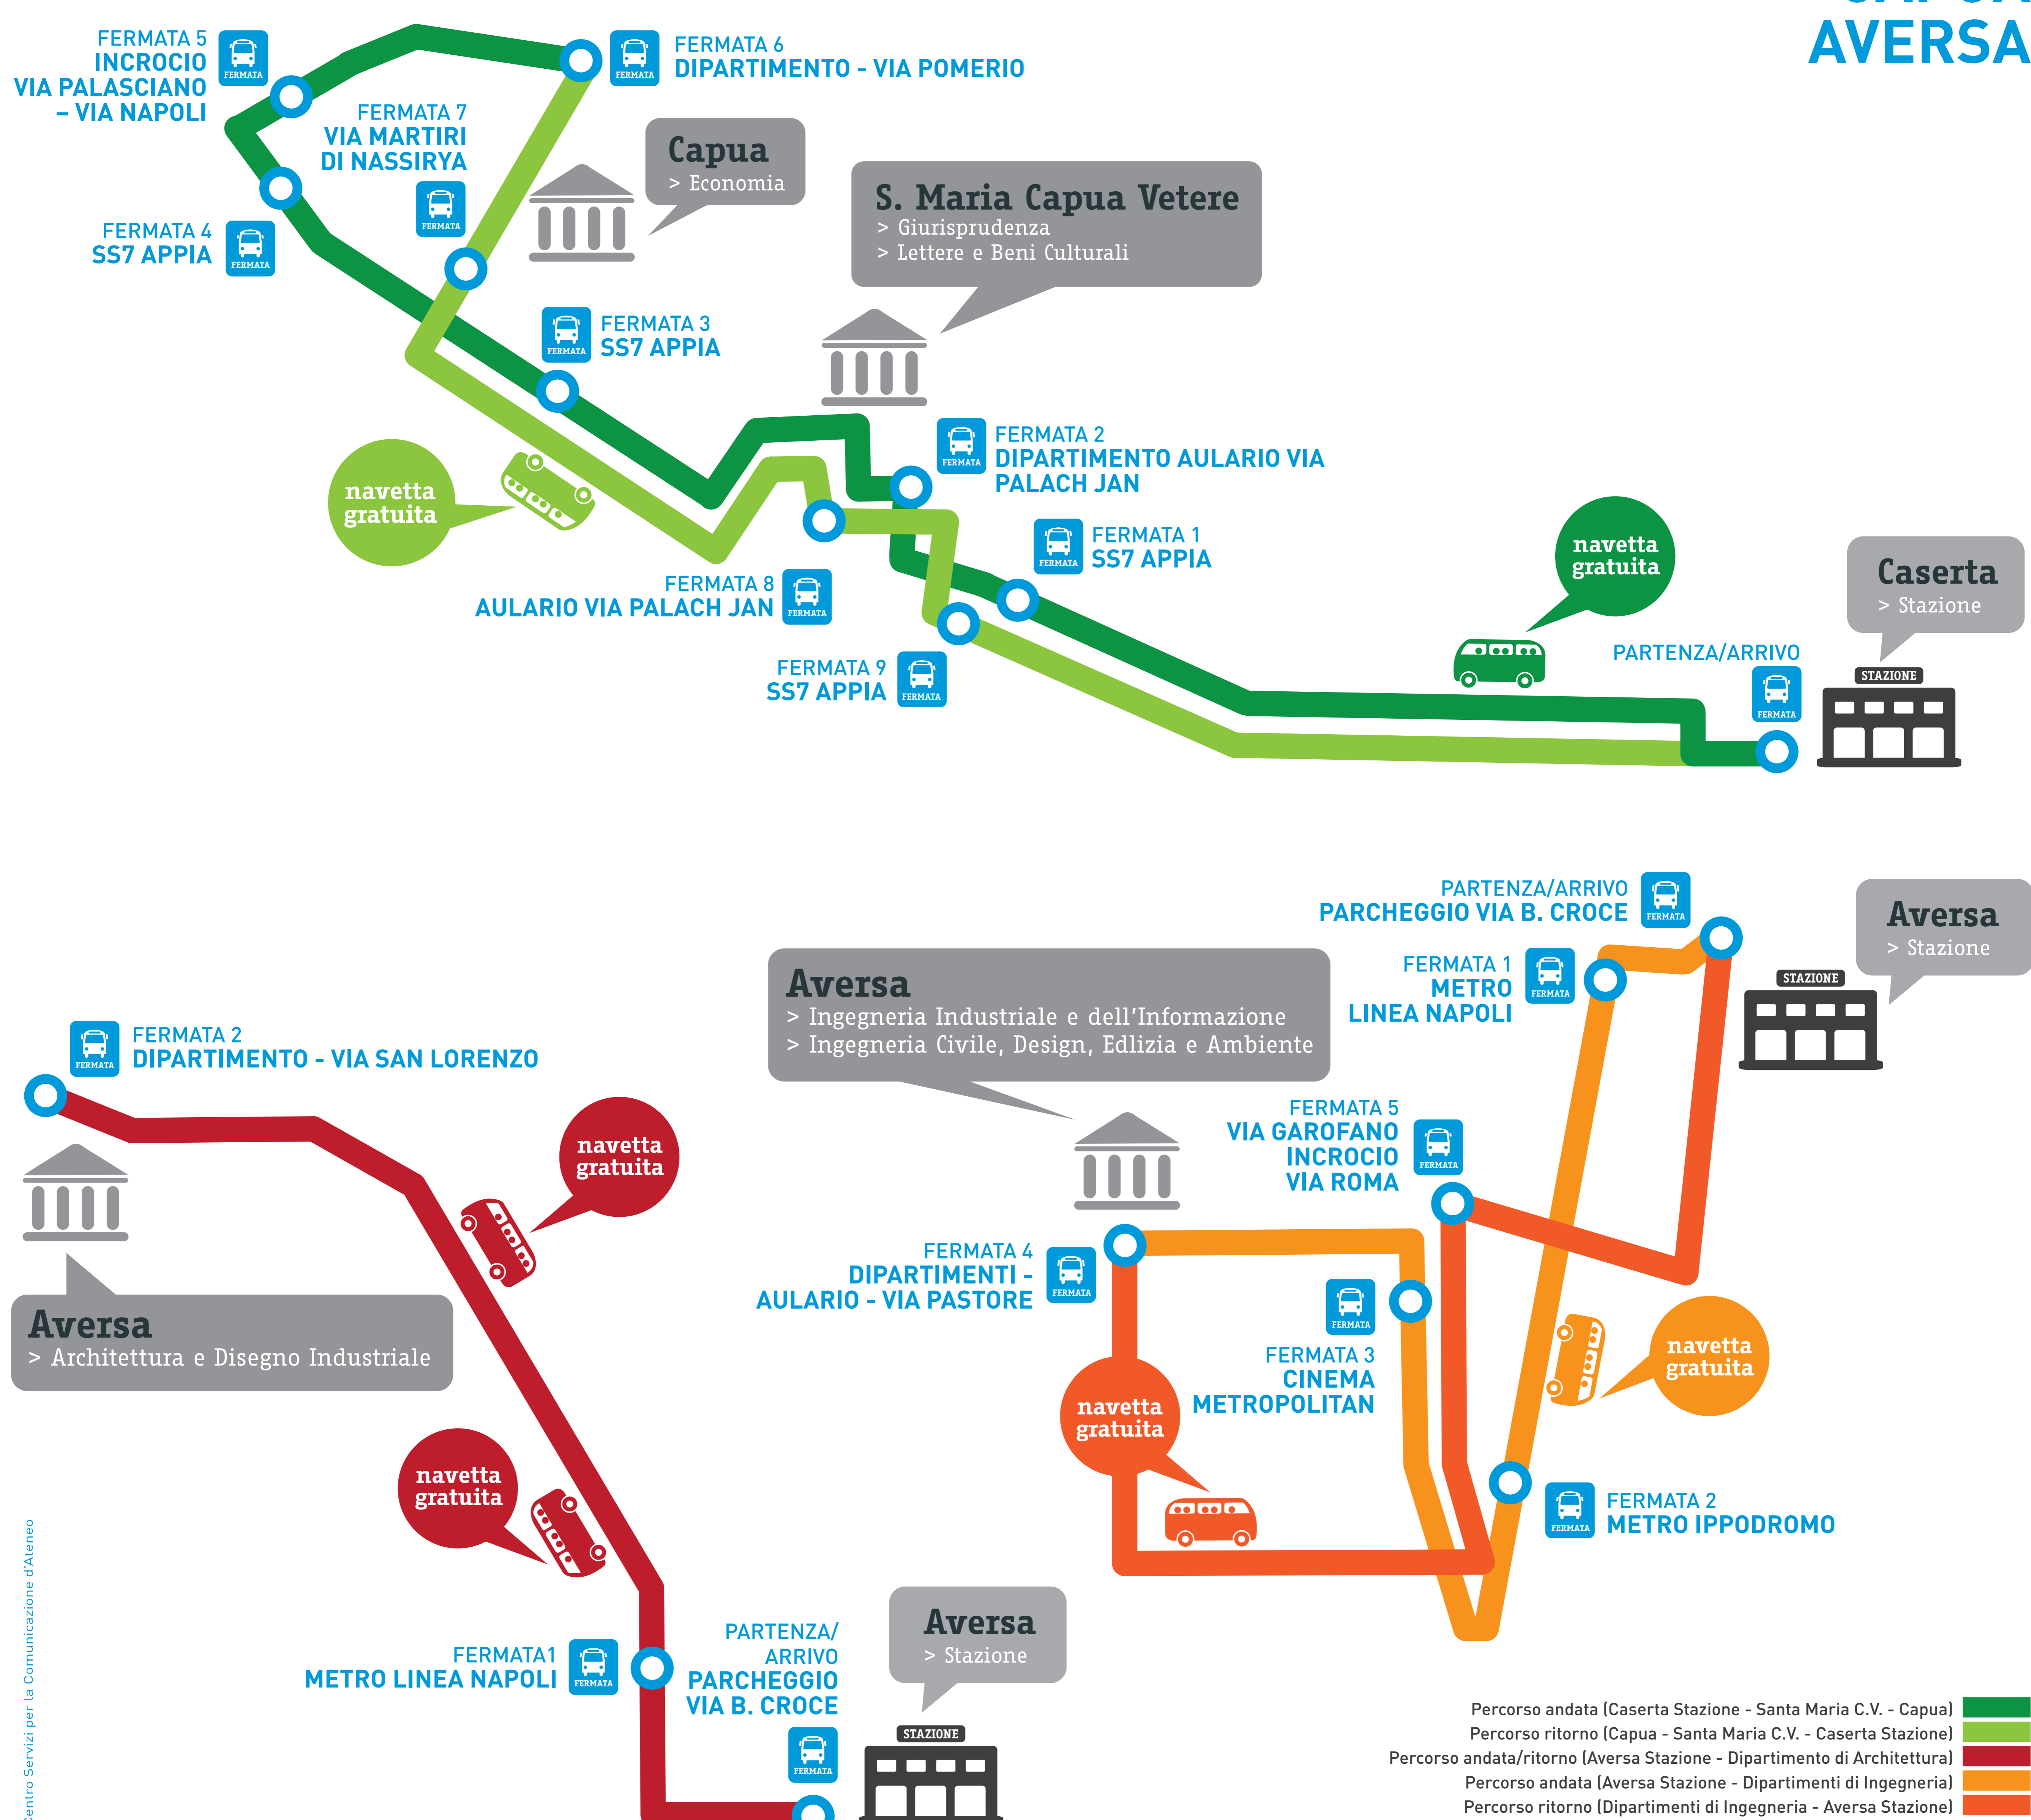 AVERSA
FERMATA 5
INCROCIO
VIA PALASCIANO
– VIA NAPOLI
FERMATA
FERMATA
FERMATA 6
DIPARTIMENTO - VIA POMERIO
FERMATA 7
VIA MARTIRI
DI NASSIRYA
FERMATA
Capua
> Economia
S. Maria Capua Vetere
> Giurisprudenza
> Lettere e Beni Culturali
FERMATA 4
SS7 APPIA
FERMATA
FERMATA
FERMATA 3
SS7 APPIA
FERMATA
FERMATA 2
DIPARTIMENTO AULARIO VIA
PALACH JAN
navetta
gratuita
FERMATA
FERMATA 1
SS7 APPIA
navetta
gratuita
Caserta
> Stazione
FERMATA 8
AULARIO VIA PALACH JAN
FERMATA
FERMATA 9
SS7 APPIA
FERMATA
PARTENZA/ARRIVO
FERMATA
STAZIONE
PARTENZA/ARRIVO
PARCHEGGIO VIA B. CROCE
FERMATA
Aversa
> Stazione
STAZIONE
FERMATA 1
METRO
LINEA NAPOLI
FERMATA
Aversa
> Ingegneria Industriale e dell'Informazione
> Ingegneria Civile, Design, Edlizia e Ambiente
FERMATA
FERMATA 2
DIPARTIMENTO - VIA SAN LORENZO
navetta
gratuita
FERMATA 5
VIA GAROFANO
INCROCIO
VIA ROMA
FERMATA
FERMATA 4
DIPARTIMENTI -
AULARIO - VIA PASTORE
FERMATA
FERMATA
FERMATA 3
CINEMA
METROPOLITAN
Aversa
> Architettura e Disegno Industriale
navetta
gratuita
navetta
gratuita
navetta
gratuita
FERMATA
FERMATA 2
METRO IPPODROMO
Aversa
> Stazione
FERMATA1
METRO LINEA NAPOLI
FERMATA
PARTENZA/
ARRIVO
PARCHEGGIO
VIA B. CROCE
FERMATA
STAZIONE
Percorso andata (Caserta Stazione - Santa Maria C.V. - Capua)
Percorso ritorno (Capua - Santa Maria C.V. - Caserta Stazione)
Percorso andata/ritorno (Aversa Stazione - Dipartimento di Architettura)
Percorso andata (Aversa Stazione - Dipartimenti di Ingegneria)
Percorso ritorno (Dipartimenti di Ingegneria - Aversa Stazione)
Servizi per la Comunicazione d'Ateneo